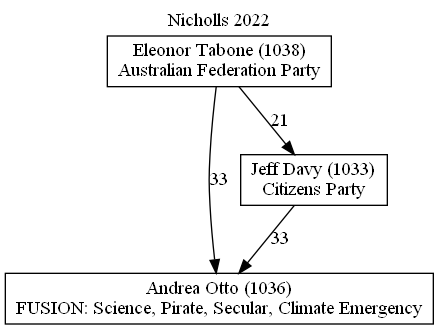 Nicholls 2022
Eleonor Tabone (1038)
Australian Federation Party
21
Jeff Davy (1033)
Citizens Party
33
33
Andrea Otto (1036)
FUSION: Science, Pirate, Secular, Climate Emergency